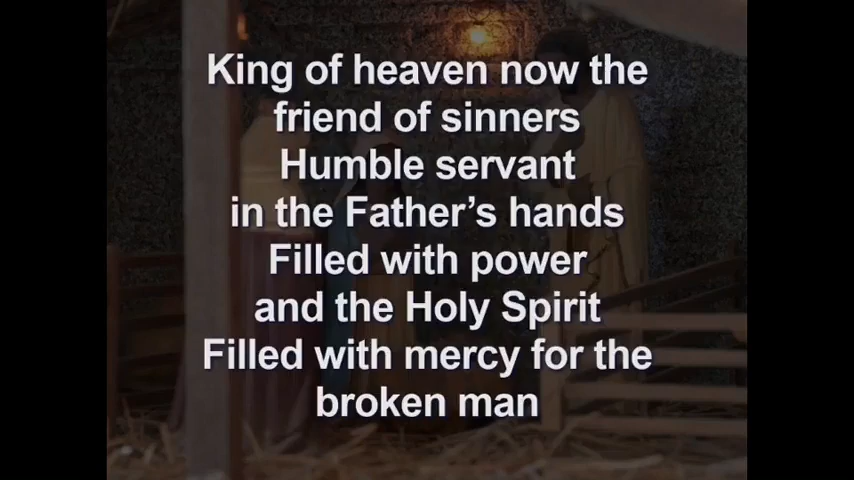 King of heaven now the
friend of sinners
Humble servant
in the Father’s hands
Filled with power
and the Holy Spirit
Filled with mercy for the
broken man